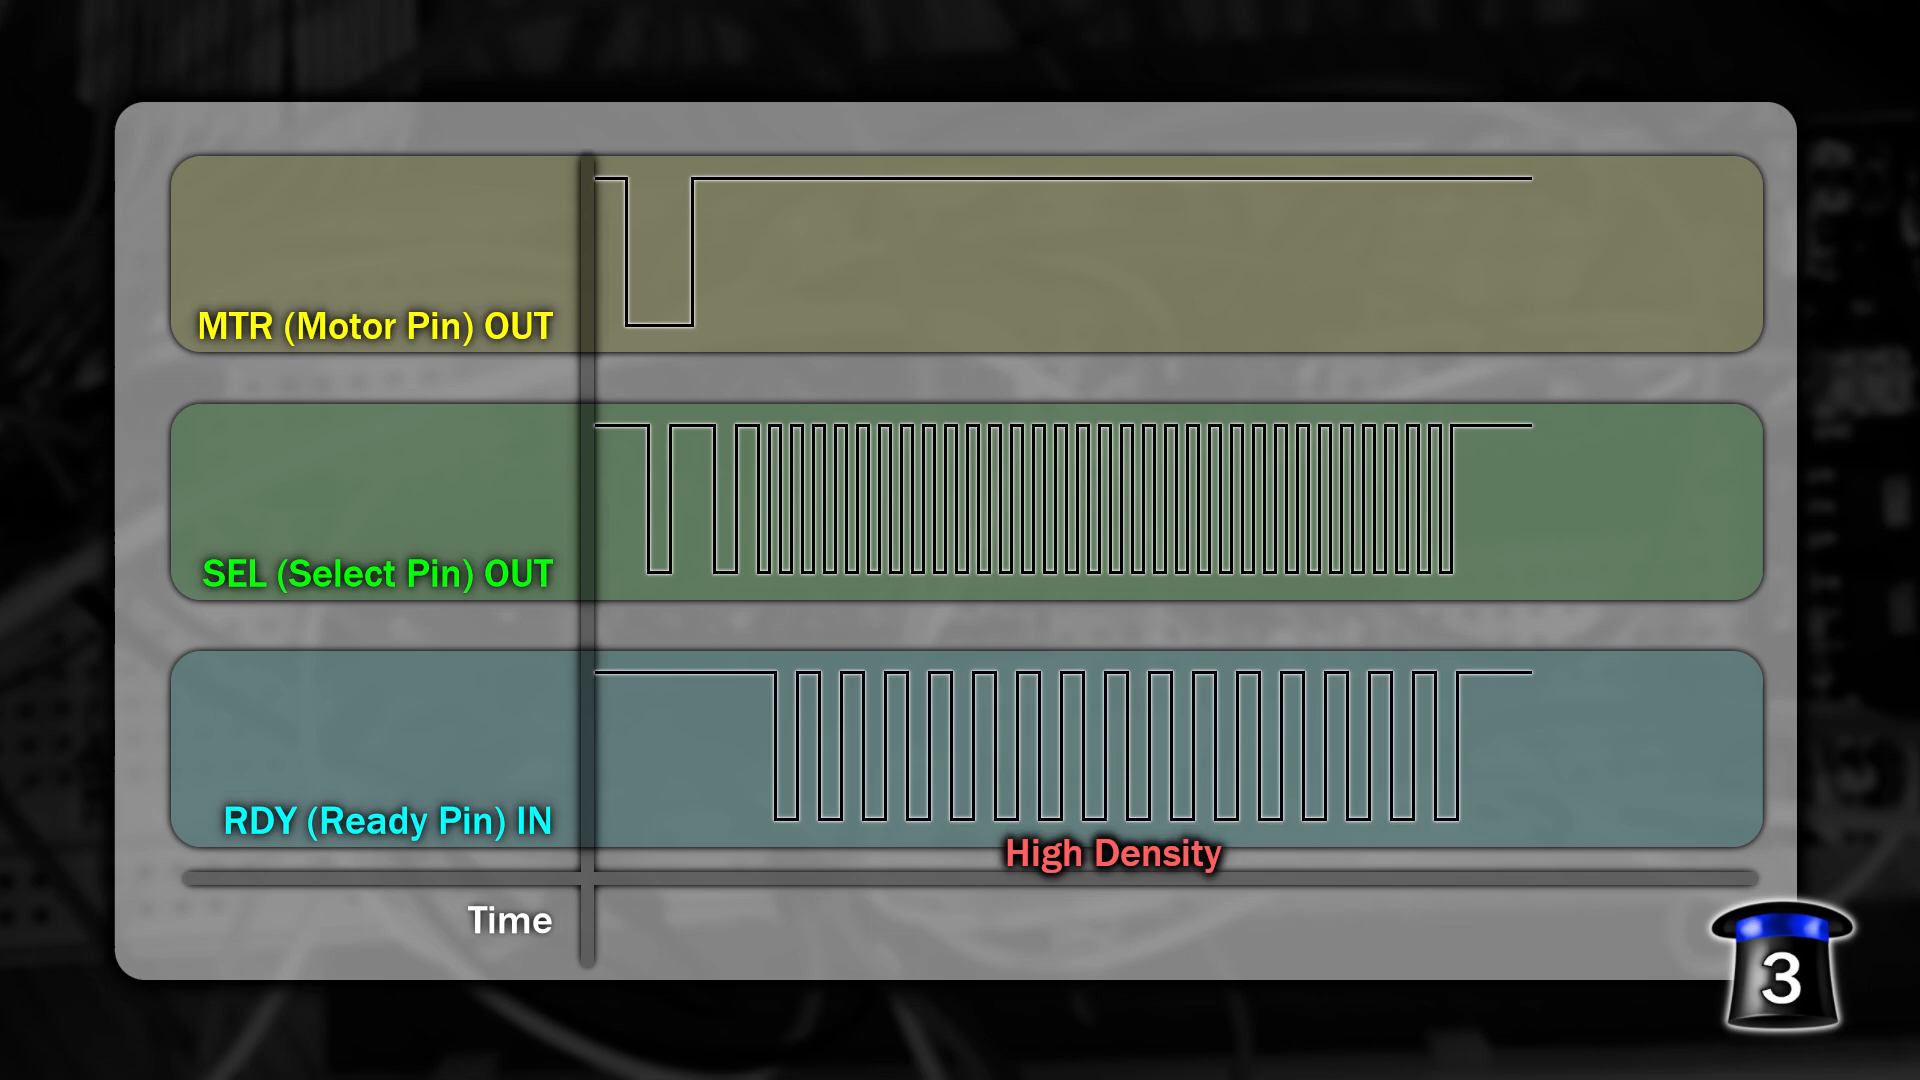 MTR (Motor Pin) OUT
SEL (Select Pin) OUT
RDY (Ready Pin) IN
High Density
Time
3